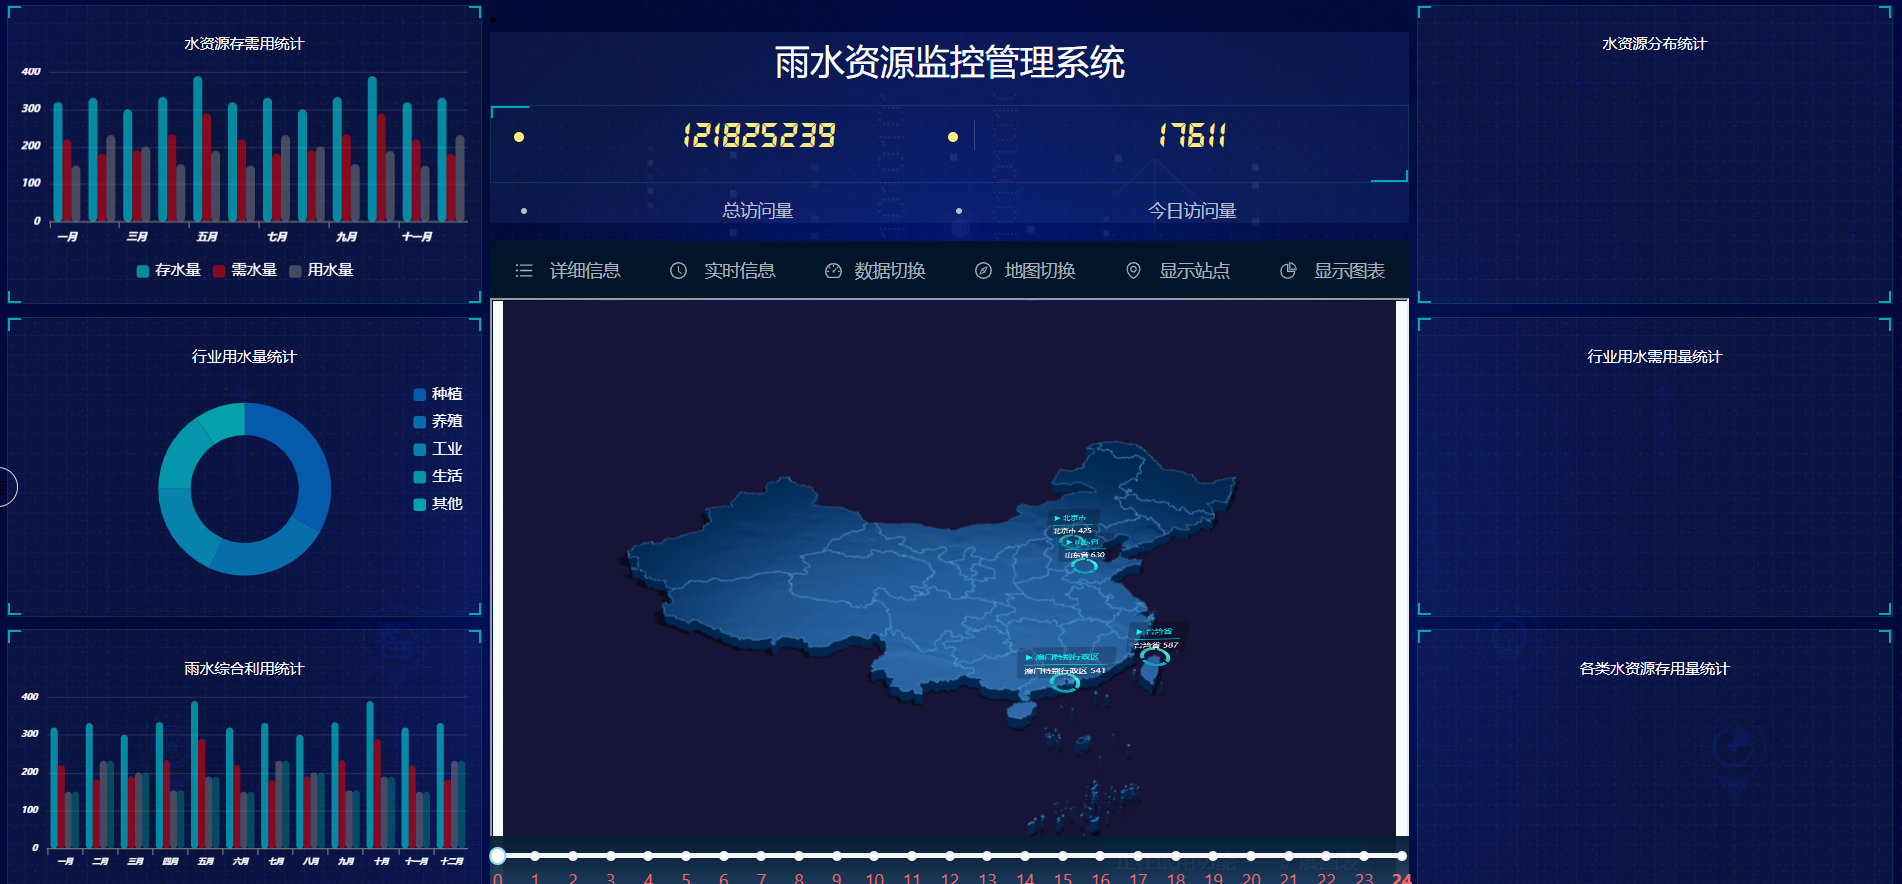 水资源存需用统计
400
300
200
100
0
一月 三月 五月 七月 九月 十一月
存水量 需水量 用水量
行业用水量统计
种植
养殖
工业
生活
其他
雨水综合利用统计
400
300
200
100
0
一月 二月 三月 四月 五月 六月 七月 八月 九月 十月 十一月 十二月
雨水资源监控管理系统
121825239 17611
总访问量 今日访问量
详细信息 实时信息 数据切换 地图切换 显示站点 显示图表
北京市
北京市 425
山东省
山东省 630
台湾省
台湾省 587
澳门特别行政区
澳门特别行政区 541
0 1 2 3 4 5 6 7 8 9 10 11 12 13 14 15 16 17 18 19 20 21 22 23 24
水资源分布统计
行业用水需用量统计
各类水资源存用量统计